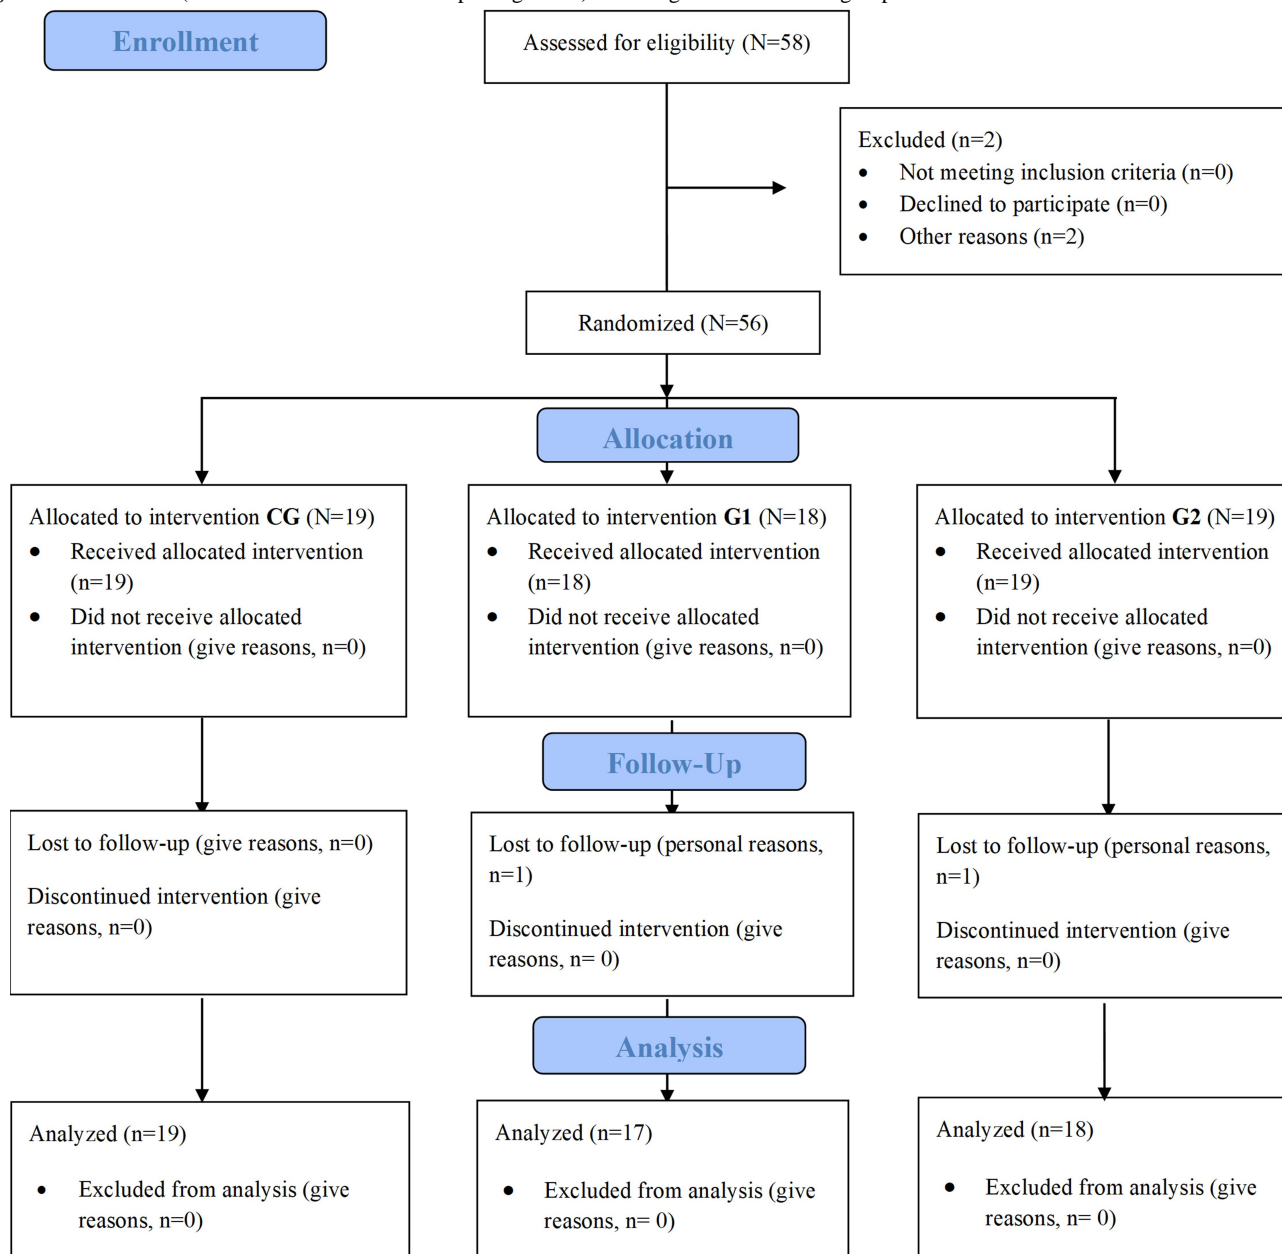 Enrollment
Assessed for eligibility (N=58)
Excluded (n=2)
• Not meeting inclusion criteria (n=0)
• Declined to participate (n=0)
• Other reasons (n=2)
Randomized (N=56)
Allocation
Allocated to intervention CG (N=19)
• Received allocated intervention
(n=19)
• Did not receive allocated
intervention (give reasons, n=0)
Allocated to intervention G1 (N=18)
• Received allocated intervention
(n=18)
• Did not receive allocated
intervention (give reasons, n=0)
Allocated to intervention G2 (N=19)
• Received allocated intervention
(n=19)
• Did not receive allocated
intervention (give reasons, n=0)
Follow-Up
Lost to follow-up (give reasons, n=0)
Discontinued intervention (give
reasons, n=0)
Lost to follow-up (personal reasons,
n=1)
Discontinued intervention (give
reasons, n= 0)
Lost to follow-up (personal reasons,
n=1)
Discontinued intervention (give
reasons, n=0)
Analysis
Analyzed (n=19)
• Excluded from analysis (give
reasons, n=0)
Analyzed (n=17)
• Excluded from analysis (give
reasons, n= 0)
Analyzed (n=18)
• Excluded from analysis (give
reasons, n= 0)